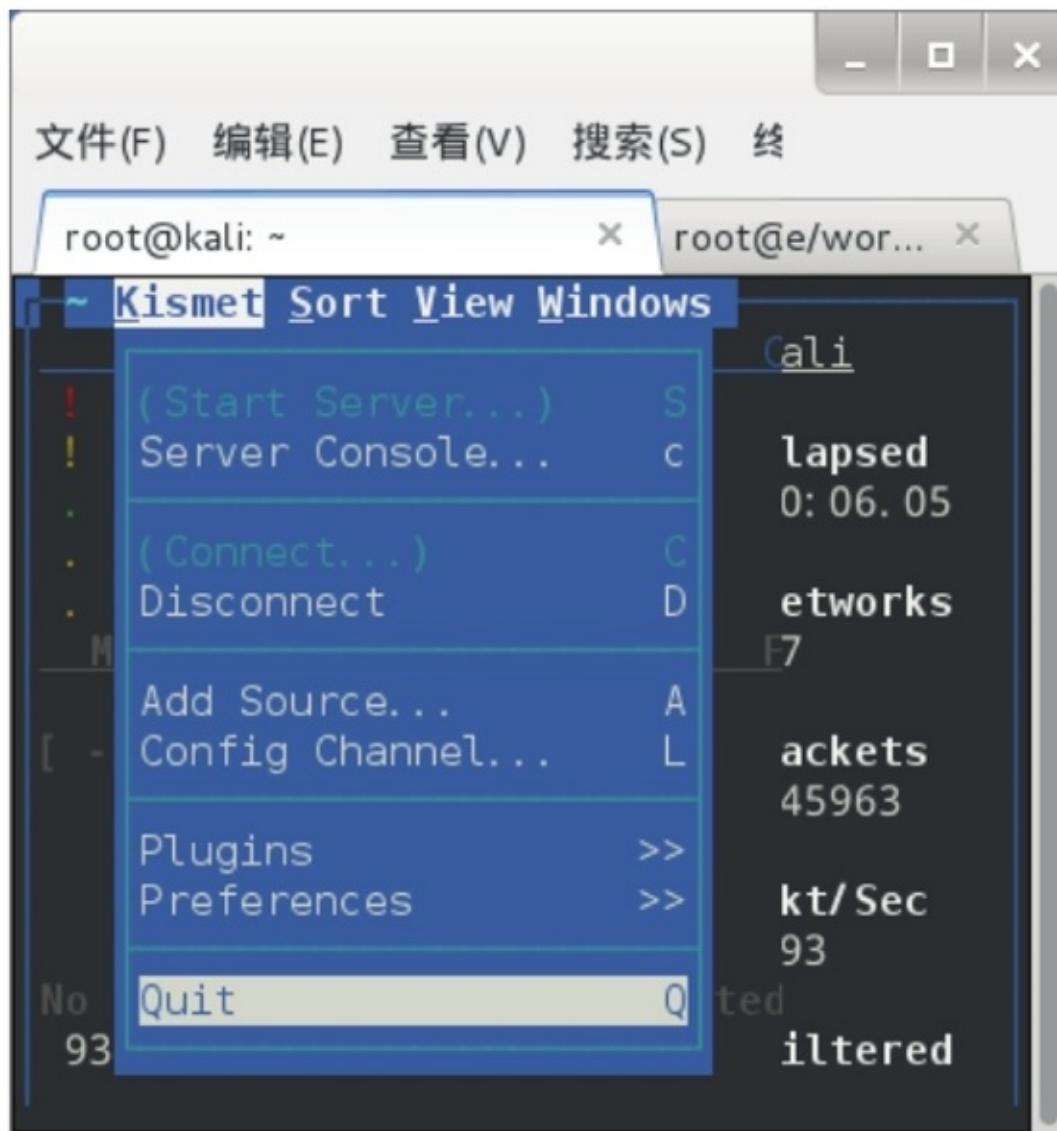 文件(F) 编辑(E) 查看(V) 搜索(S) 终
root@kali: ~ × root@e/wor... ×
~ Kismet Sort View Windows
Cali
! (Start Server...) S
! Server Console... c lapsed
. 0: 06. 05
. (Connect...) C
. Disconnect D etworks
M F7
Add Source... A
[ - Config Channel... L ackets
45963
Plugins >>
Preferences >> kt/Sec
93
No Quit Q ted
93 iltered